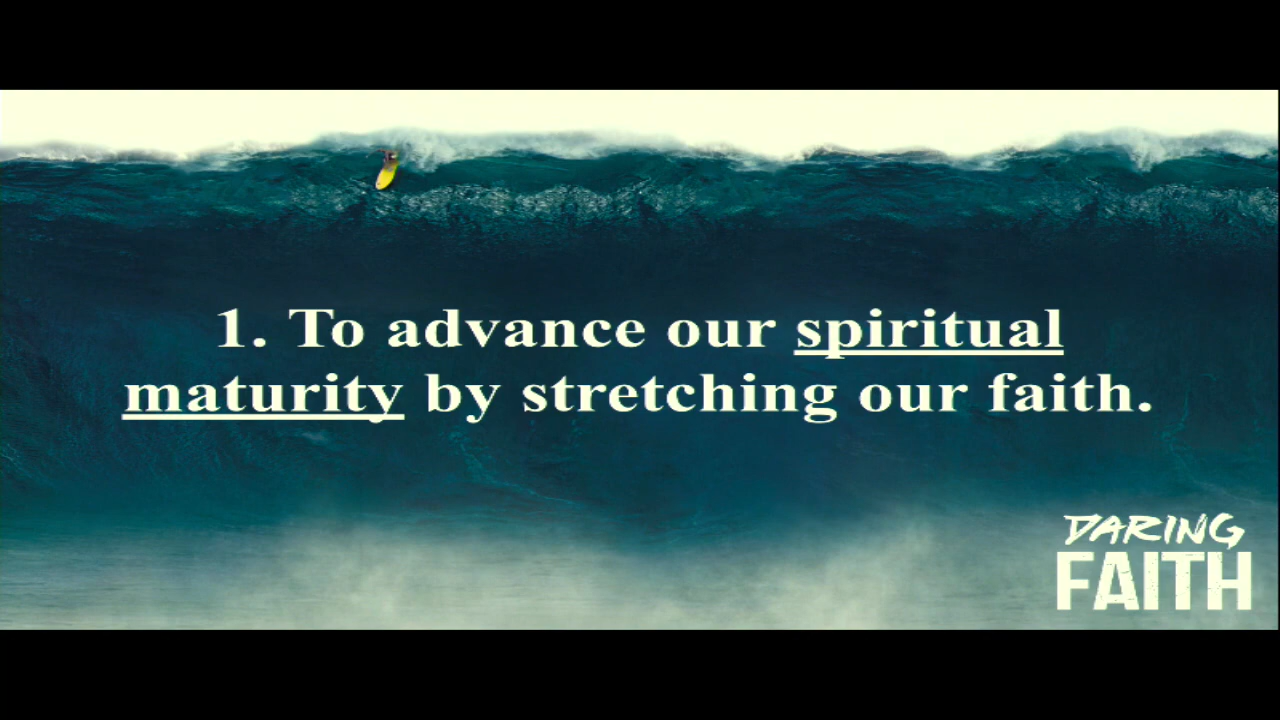 1. To advance our spiritual
maturity by stretching our faith.
DARING
FAITH